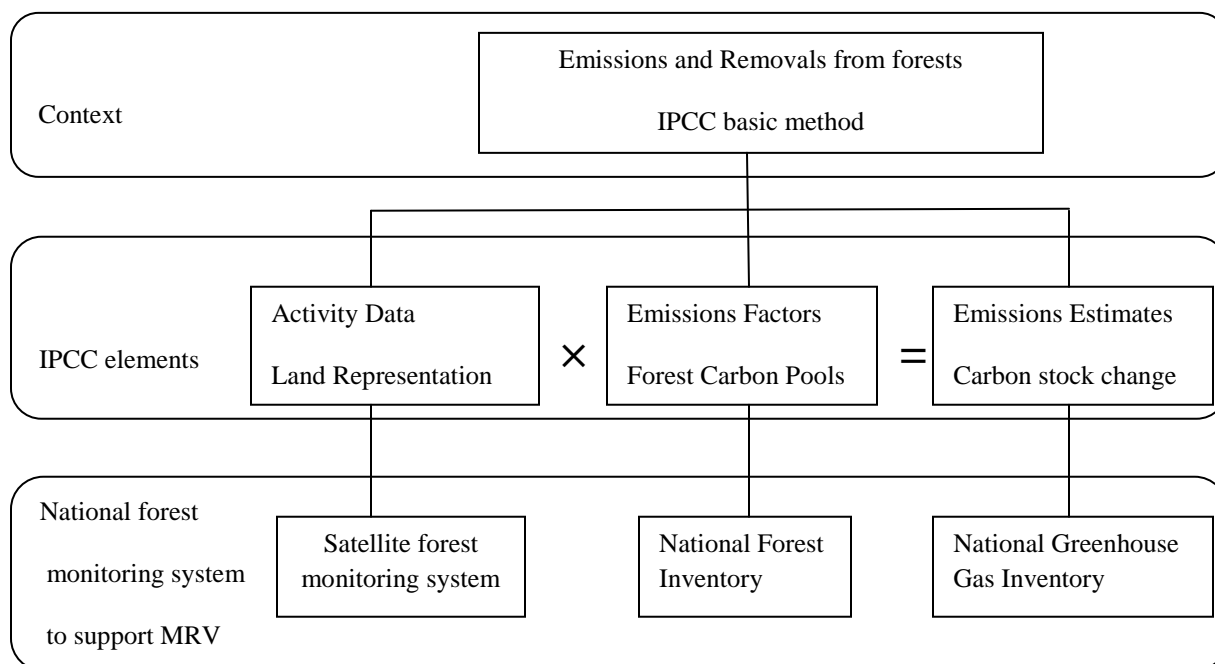 Emissions and Removals from forests
Context
IPCC basic method
Activity Data
Emissions Factors
Emissions Estimates
IPCC elements
×
=
Land Representation
Forest Carbon Pools
Carbon stock change
National forest
monitoring system
to support MRV
Satellite forest
monitoring system
National Forest
Inventory
National Greenhouse
Gas Inventory